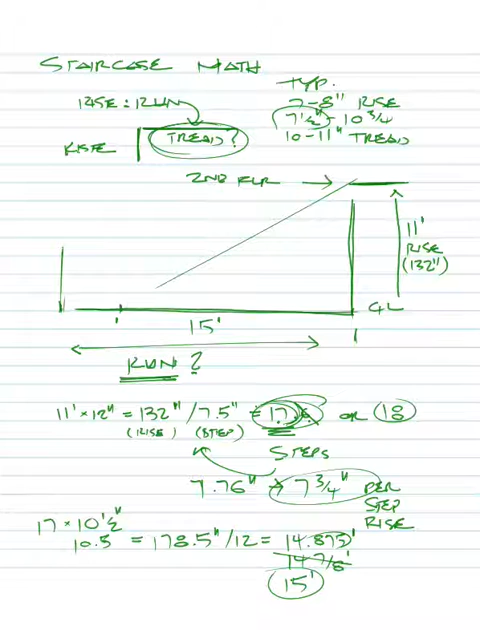 STAIRCASE MATH
TYP.
RISE : RUN
7-8" RISE
7½" - 10¾
RISE
TREAD?
10-11" TREAD
2ND FLR
11'
RISE
(132")
GL
15'
RUN ?
11' × 12" = 132" / 7.5" = 17.6 OR 18
(RISE) (STEP)
STEPS
7.76" → 7¾" PER
STEP
RISE
17 × 10½"
10.5 = 178.5" / 12 = 14.875'
14 7/8'
15'